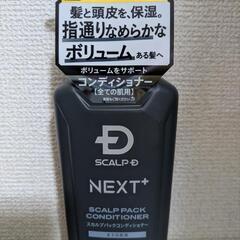 髪と頭皮を、保湿。
指通りなめらかな
ボリュームある髪へ
ボリュームをサポート
コンディショナー
【全ての肌用】
SCALP-D
NEXT+
SCALP PACK
CONDITIONER
スカルプパックコンディショナー